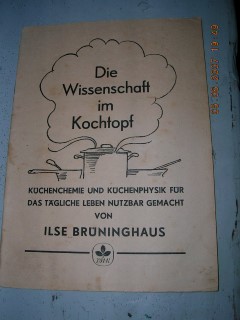 Die
Wissenschaft
im
Kochtopf
KÜCHENCHEMIE UND KÜCHENPHYSIK FÜR
DAS TÄGLICHE LEBEN NUTZBAR GEMACHT
VON
ILSE BRÜNINGHAUS